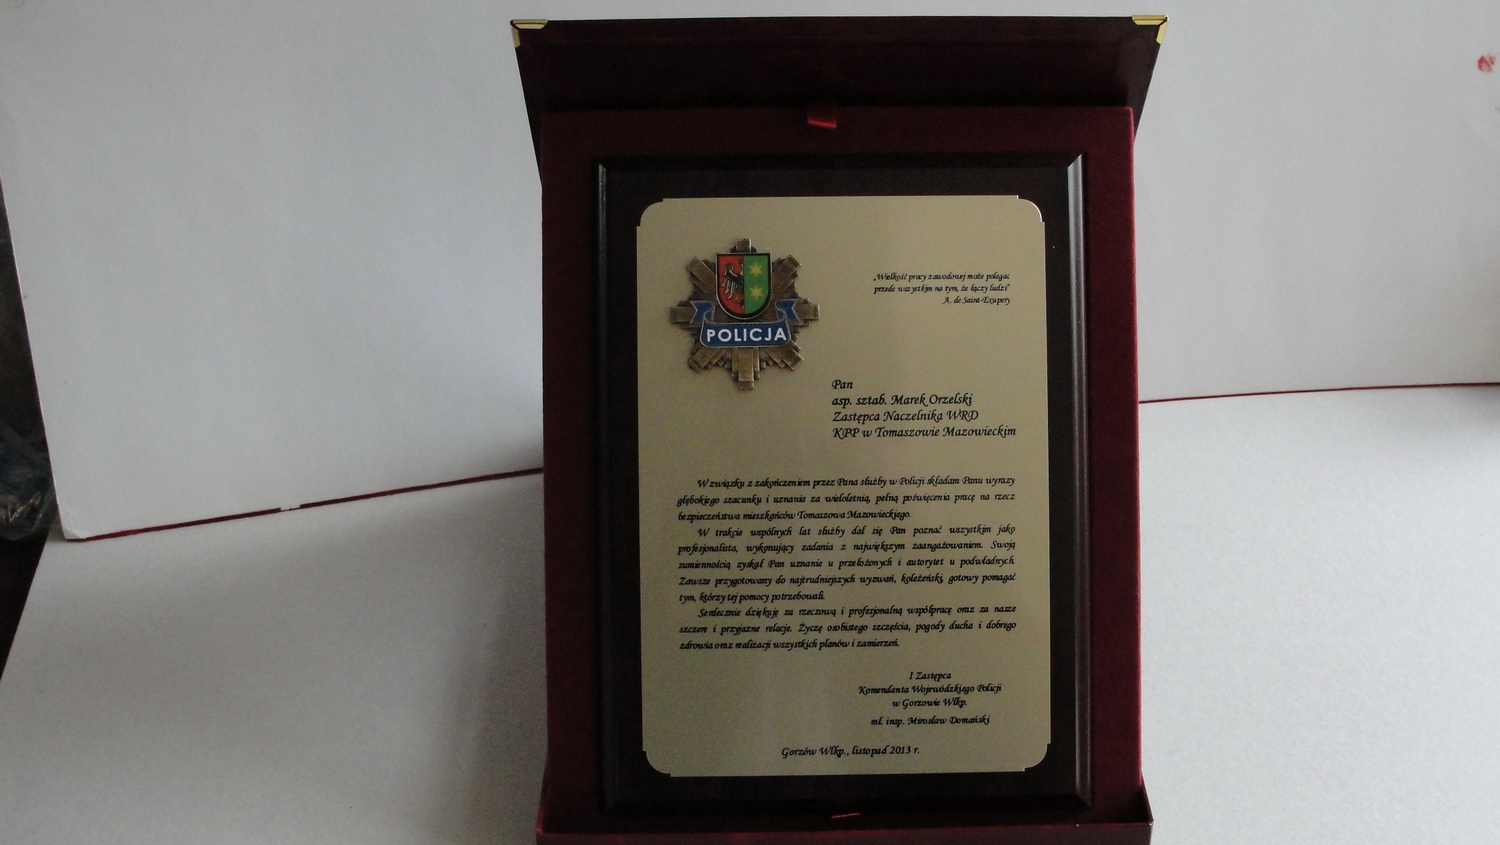 POLICJA
„Wielkość pracy zawodowej może polegać
przede wszystkim na tym, że łączy ludzi”
A. de Saint-Exupery
Pan
asp. sztab. Marek Orzelski
Zastępca Naczelnika WRD
KPP w Tomaszowie Mazowieckim
W związku z zakończeniem przez Pana służby w Policji składam Panu wyrazy
głębokiego szacunku i uznania za wieloletnią, pełną poświęcenia pracę na rzecz
bezpieczeństwa mieszkańców Tomaszowa Mazowieckiego.
W trakcie wspólnych lat służby dał się Pan poznać wszystkim jako
profesjonalista, wykonujący zadania z największym zaangażowaniem. Swoją
sumiennością zyskał Pan uznanie u przełożonych i autorytet u podwładnych.
Zawsze przygotowany do najtrudniejszych wyzwań, koleżeński, gotowy pomagać
tym, którzy tej pomocy potrzebowali.
Serdecznie dziękuję za rzeczową i profesjonalną współpracę oraz za nasze
szczere i przyjazne relacje. Życzę osobistego szczęścia, pogody ducha i dobrego
zdrowia oraz realizacji wszystkich planów i zamierzeń.
I Zastępca
Komendanta Wojewódzkiego Policji
w Gorzowie Wlkp.
mł. insp. Mirosław Domański
Gorzów Wlkp., listopad 2013 r.